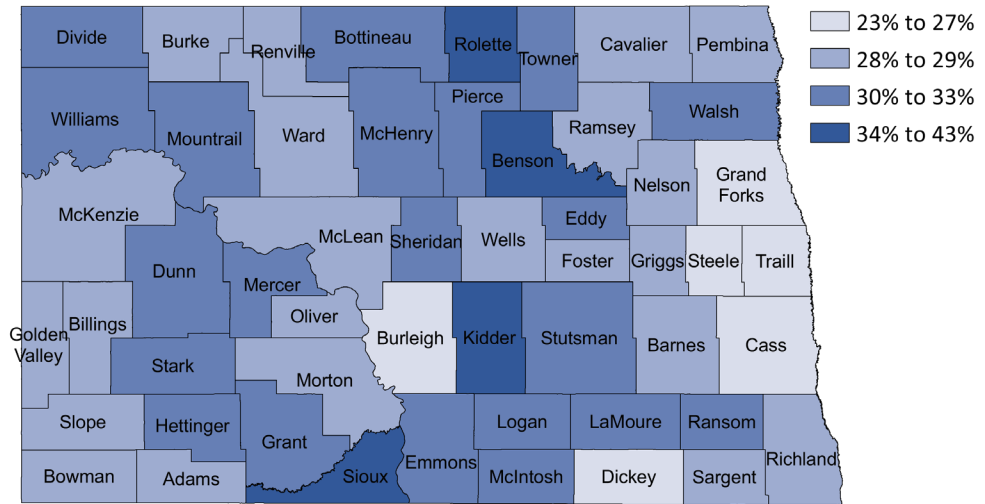 Divide
Burke
Renville
Bottineau
Rolette
Towner
Cavalier
Pembina
23% to 27%
28% to 29%
30% to 33%
34% to 43%
Williams
Mountrail
Ward
McHenry
Pierce
Benson
Ramsey
Walsh
Nelson
Grand
Forks
McKenzie
Dunn
McLean
Sheridan
Wells
Eddy
Foster
Griggs
Steele
Traill
Mercer
Oliver
Golden
Valley
Billings
Stark
Morton
Burleigh
Kidder
Stutsman
Barnes
Cass
Slope
Hettinger
Grant
Bowman
Adams
Sioux
Emmons
Logan
McIntosh
LaMoure
Dickey
Ransom
Sargent
Richland